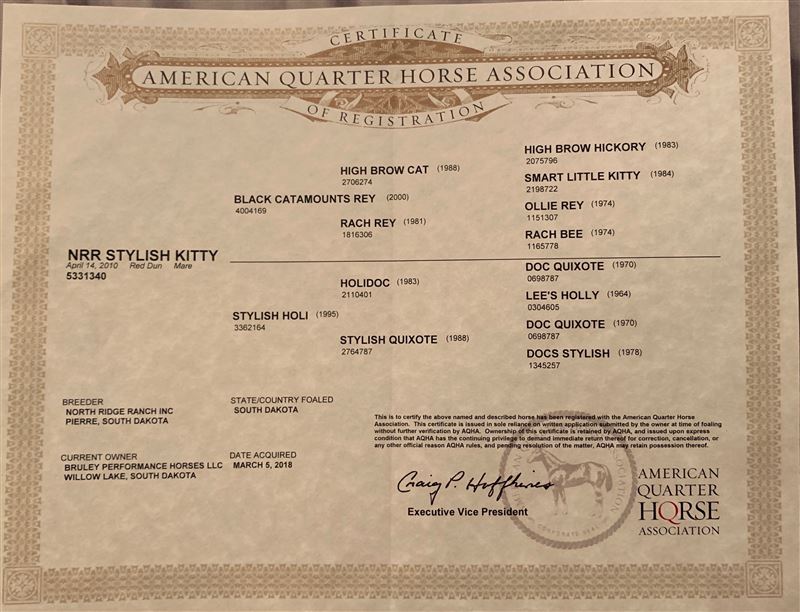 CERTIFICATE
AMERICAN QUARTER HORSE ASSOCIATION
OF REGISTRATION
HIGH BROW HICKORY (1983)
2075796
HIGH BROW CAT (1988)
2706274
SMART LITTLE KITTY (1984)
2198722
BLACK CATAMOUNTS REY (2000)
4004169
OLLIE REY (1974)
1151307
RACH REY (1981)
1816306
RACH BEE (1974)
1165778
NRR STYLISH KITTY
April 14, 2010 Red Dun Mare
5331340
DOC QUIXOTE (1970)
0698787
HOLIDOC (1983)
2110401
LEE'S HOLLY (1964)
0304605
STYLISH HOLI (1995)
3362164
DOC QUIXOTE (1970)
0698787
STYLISH QUIXOTE (1988)
2764787
DOCS STYLISH (1978)
1345257
BREEDER
NORTH RIDGE RANCH INC
PIERRE, SOUTH DAKOTA
STATE/COUNTRY FOALED
SOUTH DAKOTA
CURRENT OWNER
BRULEY PERFORMANCE HORSES LLC
WILLOW LAKE, SOUTH DAKOTA
DATE ACQUIRED
MARCH 5, 2018
This is to certify the above named and described horse has been registered with the American Quarter Horse
Association. This certificate is issued in sole reliance on written application submitted by the owner at time of foaling
without further verification by AQHA. Ownership of this certificate is retained by AQHA, and issued upon express
condition that AQHA has the continuing privilege to demand immediate return thereof for correction, cancellation, or
any other official reason AQHA rules, and pending resolution of the matter, AQHA may retain possession thereof.
Craig P. Huffhines
Executive Vice President
CORPORATE SEAL
AMERICAN
QUARTER
HORSE
ASSOCIATION